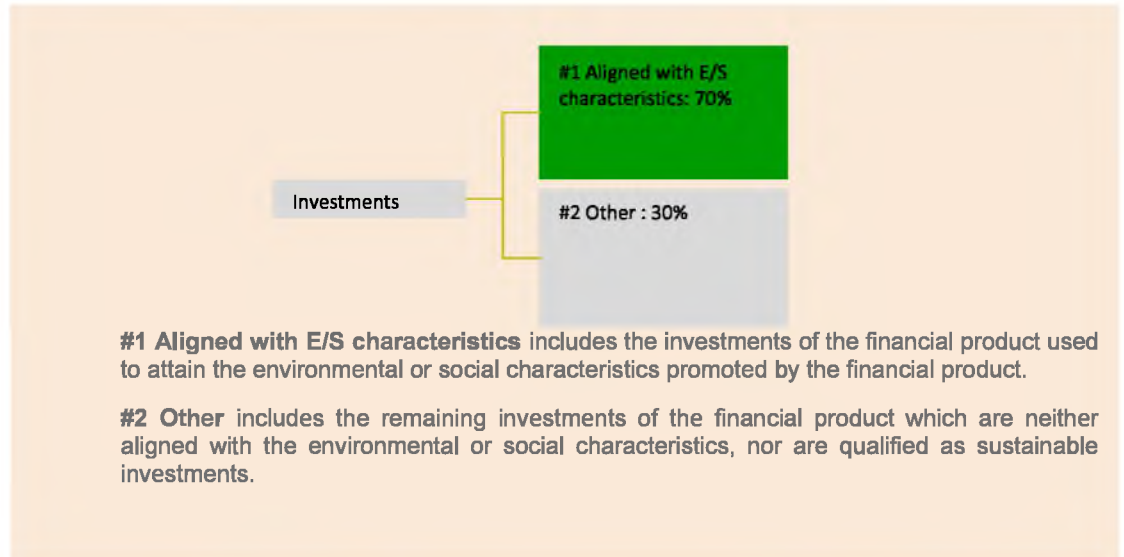 #1 Aligned with E/S
characteristics: 70%
Investments
#2 Other : 30%
#1 Aligned with E/S characteristics includes the investments of the financial product used
to attain the environmental or social characteristics promoted by the financial product.
#2 Other includes the remaining investments of the financial product which are neither
aligned with the environmental or social characteristics, nor are qualified as sustainable
investments.